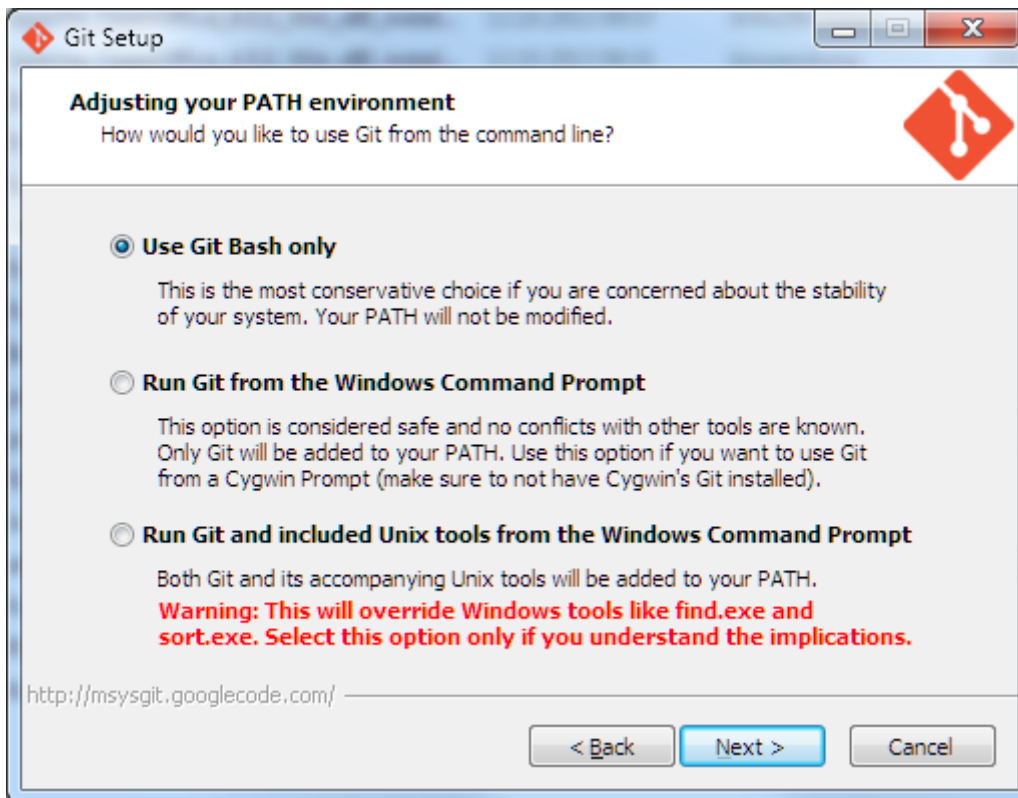 Git Setup
Adjusting your PATH environment
How would you like to use Git from the command line?
Use Git Bash only
This is the most conservative choice if you are concerned about the stability
of your system. Your PATH will not be modified.
Run Git from the Windows Command Prompt
This option is considered safe and no conflicts with other tools are known.
Only Git will be added to your PATH. Use this option if you want to use Git
from a Cygwin Prompt (make sure to not have Cygwin's Git installed).
Run Git and included Unix tools from the Windows Command Prompt
Both Git and its accompanying Unix tools will be added to your PATH.
Warning: This will override Windows tools like find.exe and
sort.exe. Select this option only if you understand the implications.
http://msysgit.googlecode.com/
< Back Next > Cancel